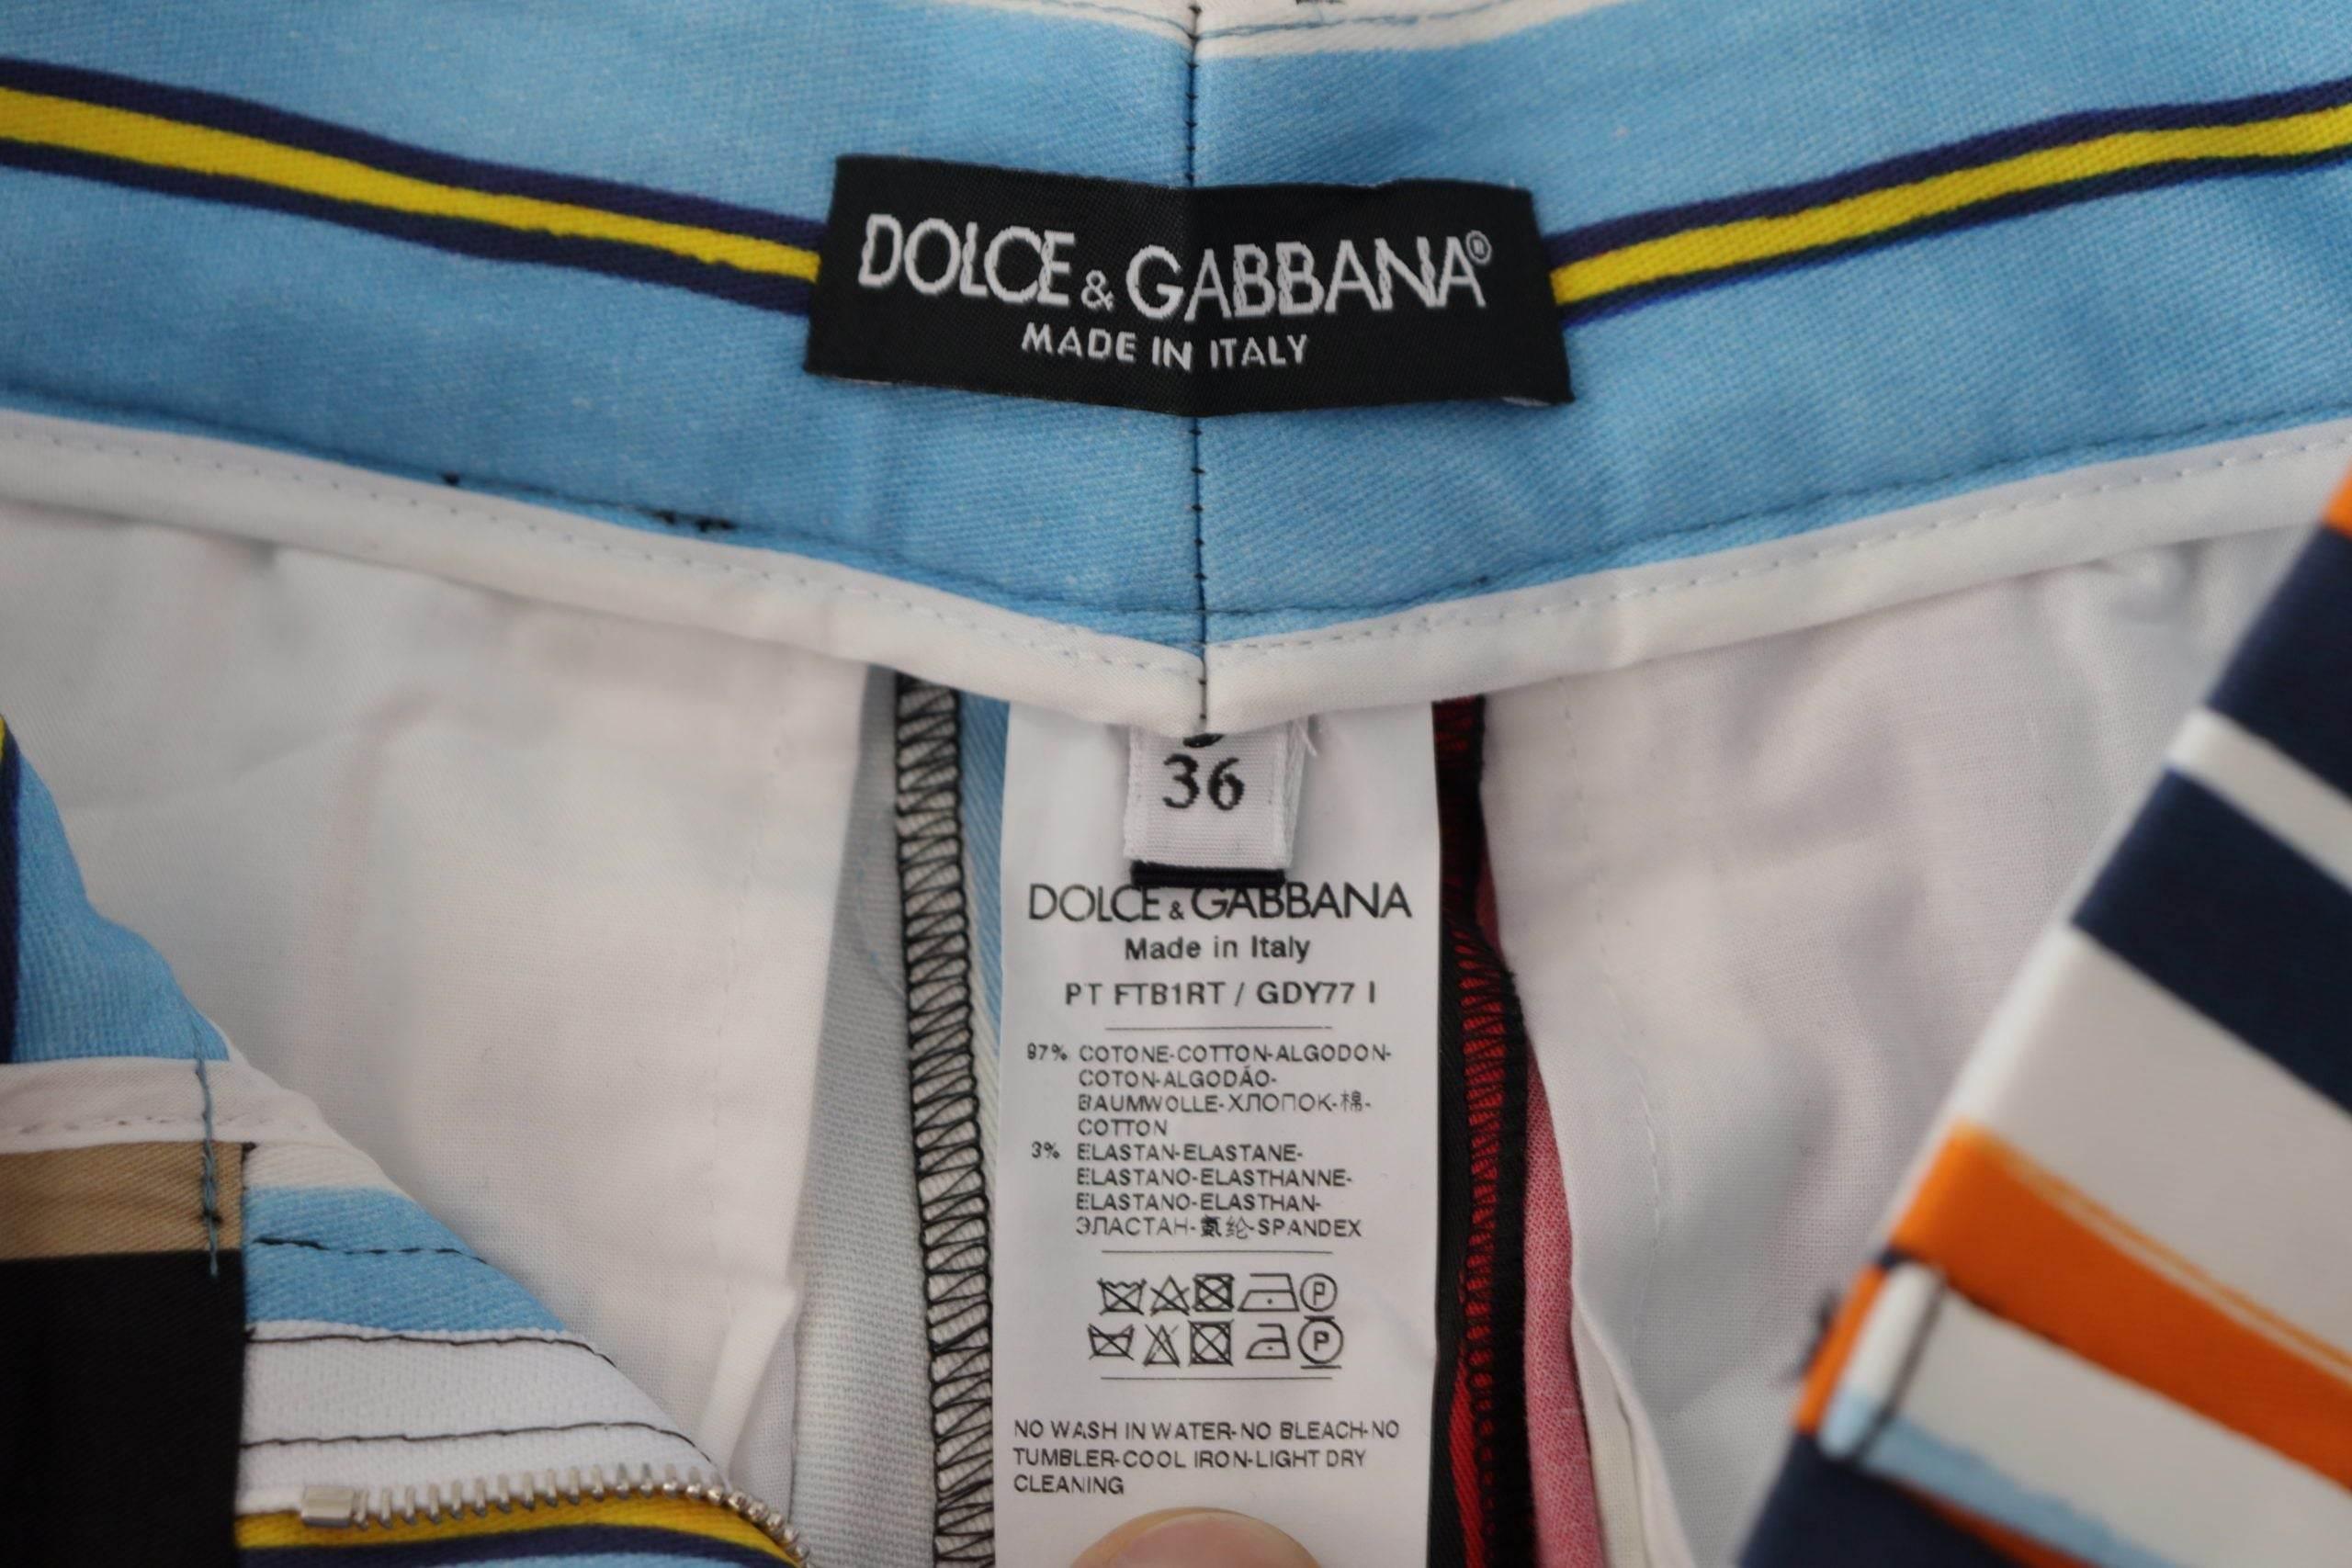 DOLCE & GABBANA®
MADE IN ITALY
36
DOLCE & GABBANA
Made in Italy
PT FTB1RT / GDY77 I
97% COTONE-COTTON-ALGODON-
COTON-ALGODÃO-
BAUMWOLLE-ХЛОПОК-棉-
COTTON
3% ELASTAN-ELASTANE-
ELASTANO-ELASTHANNE-
ELASTANO-ELASTHAN-
ЭЛАСТАН-氨纶-SPANDEX
P
P
NO WASH IN WATER-NO BLEACH-NO
TUMBLER-COOL IRON-LIGHT DRY
CLEANING